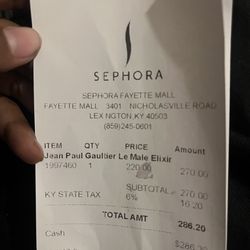 SEPHORA
SEPHORA FAYETTE MALL
FAYETTE MALL 3401 NICHOLASVILLE ROAD
LEXINGTON, KY 40503
(859)245-0601
ITEM QTY PRICE Amount
Jean Paul Gaultier Le Male Elixir
1997460 1 220.00 270.00
SUBTOTAL 270.00
KY STATE TAX 6% 16.20
TOTAL AMT 286.20
Cash $286.20